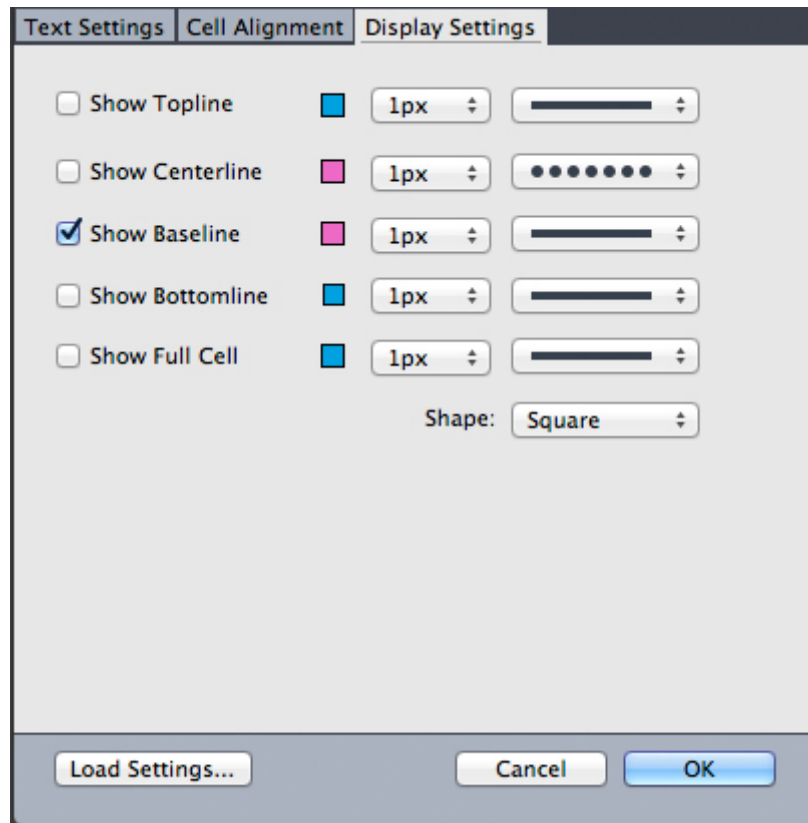 Text Settings Cell Alignment Display Settings
Show Topline 1px
Show Centerline 1px
Show Baseline 1px
Show Bottomline 1px
Show Full Cell 1px
Shape: Square
Load Settings... Cancel OK